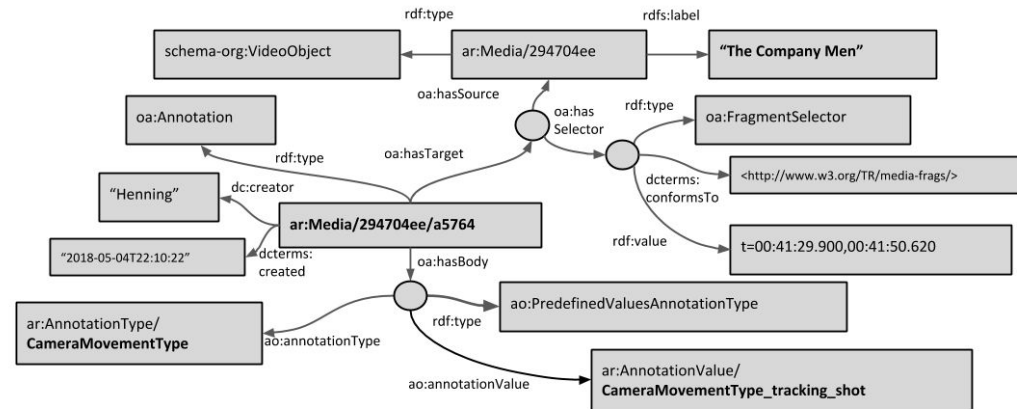 rdf:type
rdfs:label
schema-org:VideoObject
ar:Media/294704ee
“The Company Men”
oa:hasSource
oa:has
Selector
rdf:type
oa:Annotation
oa:FragmentSelector
rdf:type
oa:hasTarget
“Henning”
dc:creator
dcterms:
conformsTo
<http://www.w3.org/TR/media-frags/>
ar:Media/294704ee/a5764
rdf:value
t=00:41:29.900,00:41:50.620
“2018-05-04T22:10:22”
dcterms:
created
oa:hasBody
ao:PredefinedValuesAnnotationType
rdf:type
ar:AnnotationType/
CameraMovementType
ao:annotationType
ao:annotationValue
ar:AnnotationValue/
CameraMovementType_tracking_shot